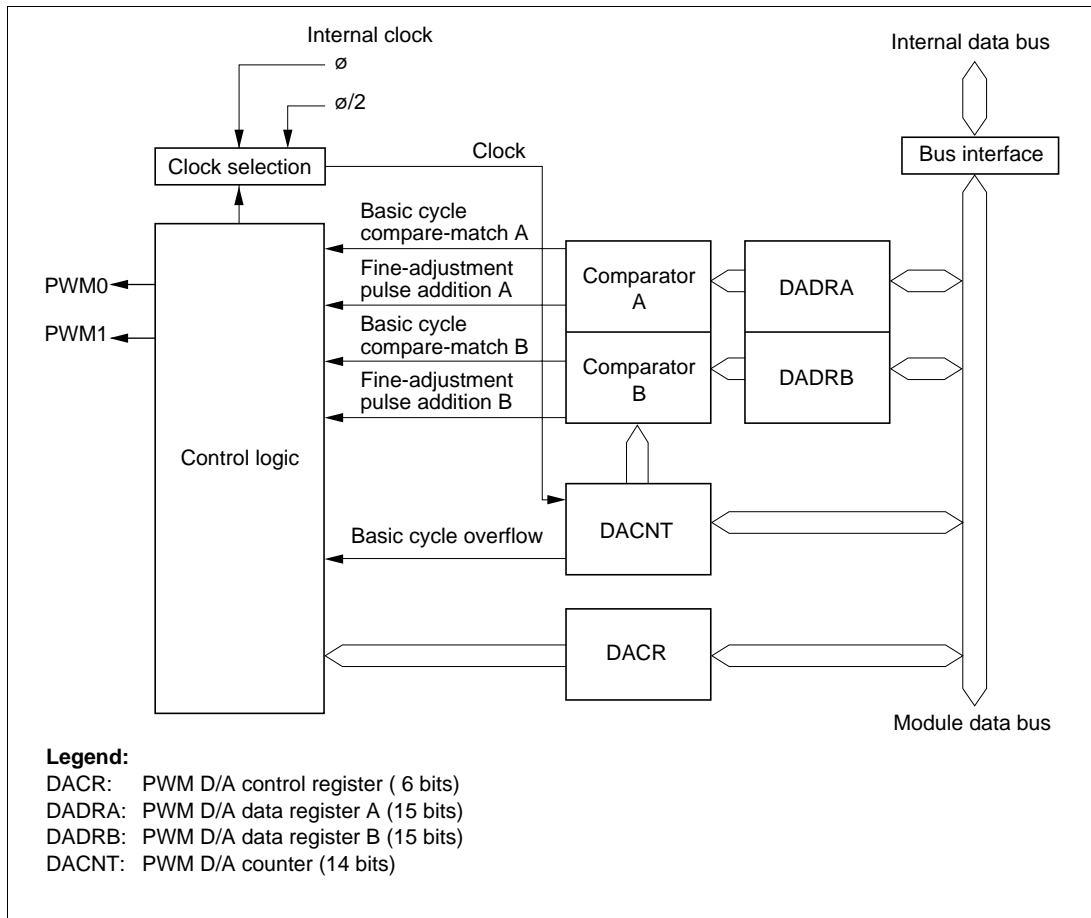 Internal clock
ø
ø/2
Internal data bus
Clock selection
Clock
Bus interface
Basic cycle
compare-match A
Fine-adjustment
pulse addition A
Basic cycle
compare-match B
Fine-adjustment
pulse addition B
PWM0
PWM1
Comparator
A
DADRA
Comparator
B
DADRB
Control logic
DACNT
Basic cycle overflow
DACR
Module data bus
Legend:
DACR: PWM D/A control register ( 6 bits)
DADRA: PWM D/A data register A (15 bits)
DADRB: PWM D/A data register B (15 bits)
DACNT: PWM D/A counter (14 bits)